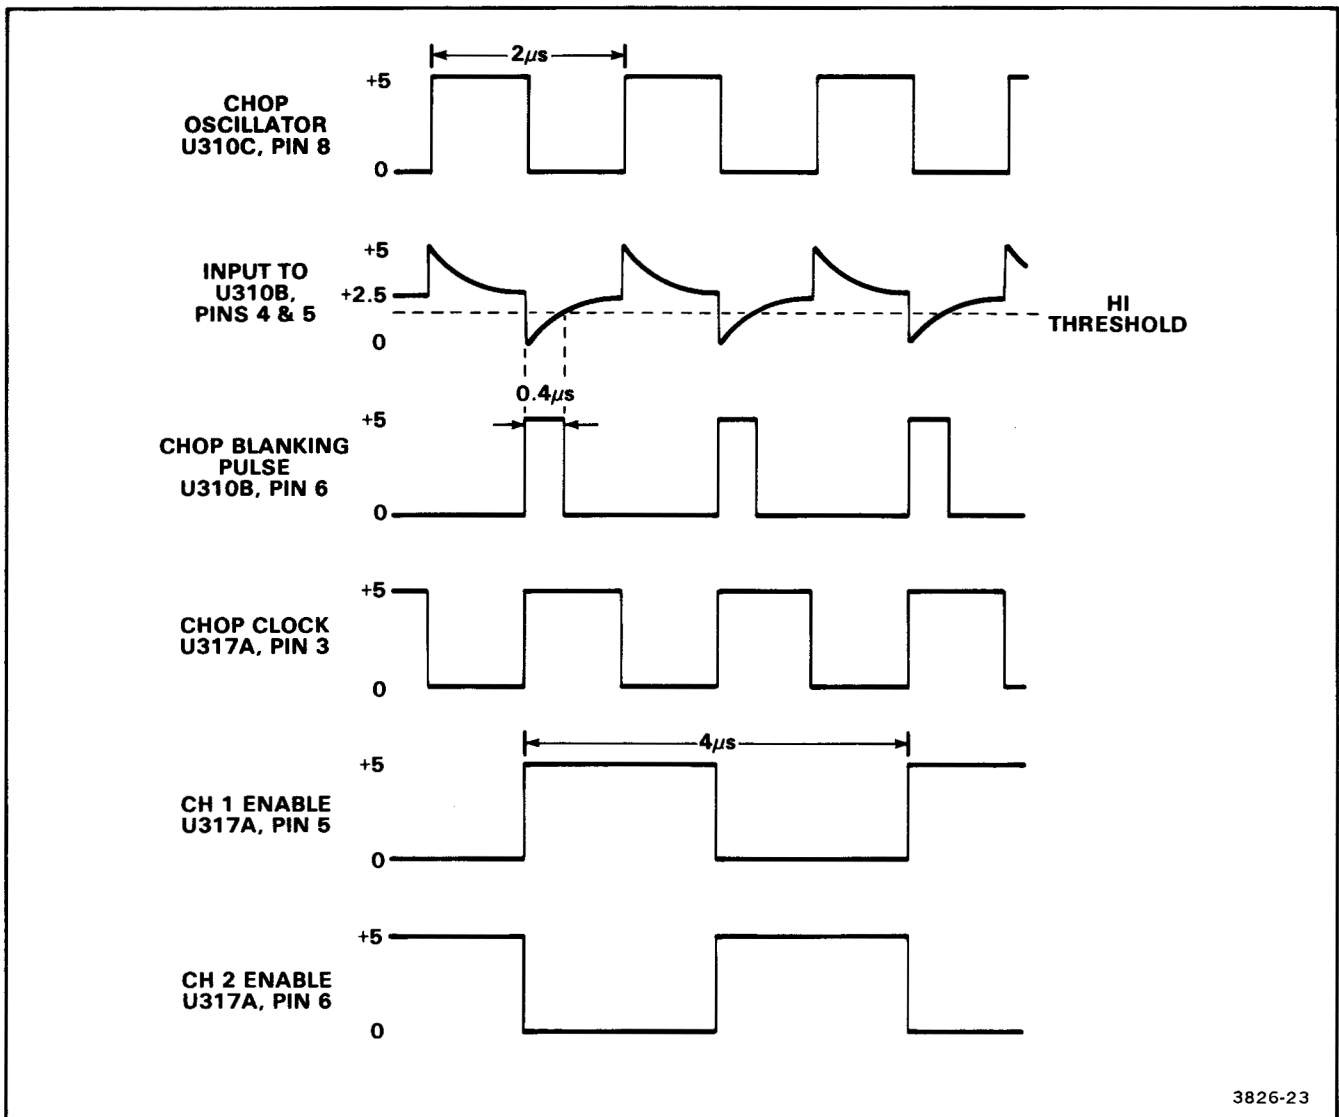 2μs
+5
CHOP
OSCILLATOR
U310C, PIN 8
0
+5
INPUT TO
U310B,
PINS 4 & 5
+2.5
HI
THRESHOLD
0
0.4μs
+5
CHOP BLANKING
PULSE
U310B, PIN 6
0
+5
CHOP CLOCK
U317A, PIN 3
0
4μs
+5
CH 1 ENABLE
U317A, PIN 5
0
+5
CH 2 ENABLE
U317A, PIN 6
0
3826-23